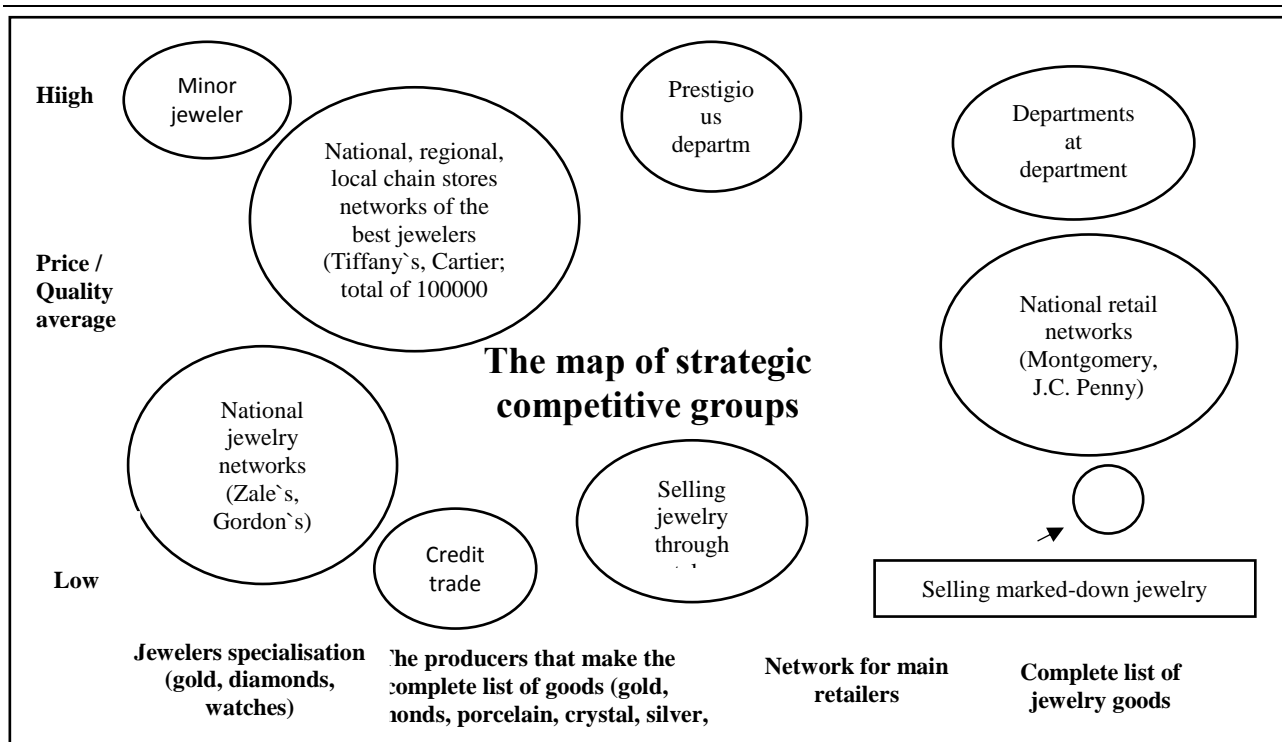 Hiigh
Minor
jeweler
National, regional,
local chain stores
networks of the
best jewelers
(Tiffany`s, Cartier;
total of 100000
Prestigio
us
departm
Departments
at
department
Price /
Quality
average
National retail
networks
(Montgomery,
J.C. Penny)
The map of strategic
competitive groups
National
jewelry
networks
(Zale`s,
Gordon`s)
Credit
trade
Selling
jewelry
through
Low
Selling marked-down jewelry
Jewelers specialisation
(gold, diamonds,
watches)
he producers that make the
complete list of goods (gold,
monds, porcelain, crystal, silver,
Network for main
retailers
Complete list of
jewelry goods